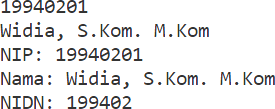 19940201
Widia, S.Kom. M.Kom
NIP: 19940201
Nama: Widia, S.Kom. M.Kom
NIDN: 199402